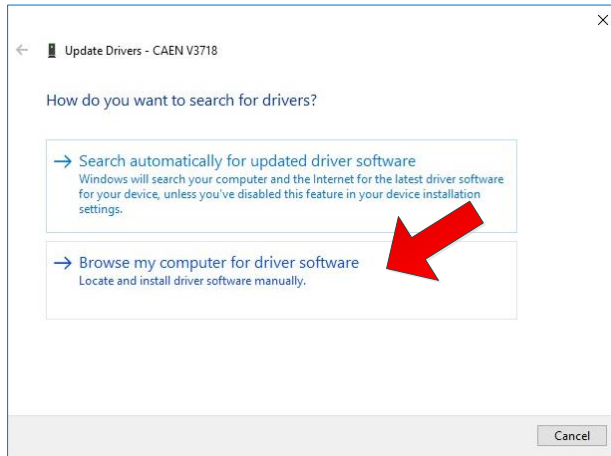 Update Drivers - CAEN V3718
How do you want to search for drivers?
Search automatically for updated driver software
Windows will search your computer and the Internet for the latest driver software
for your device, unless you've disabled this feature in your device installation
settings.
Browse my computer for driver software
Locate and install driver software manually.
Cancel